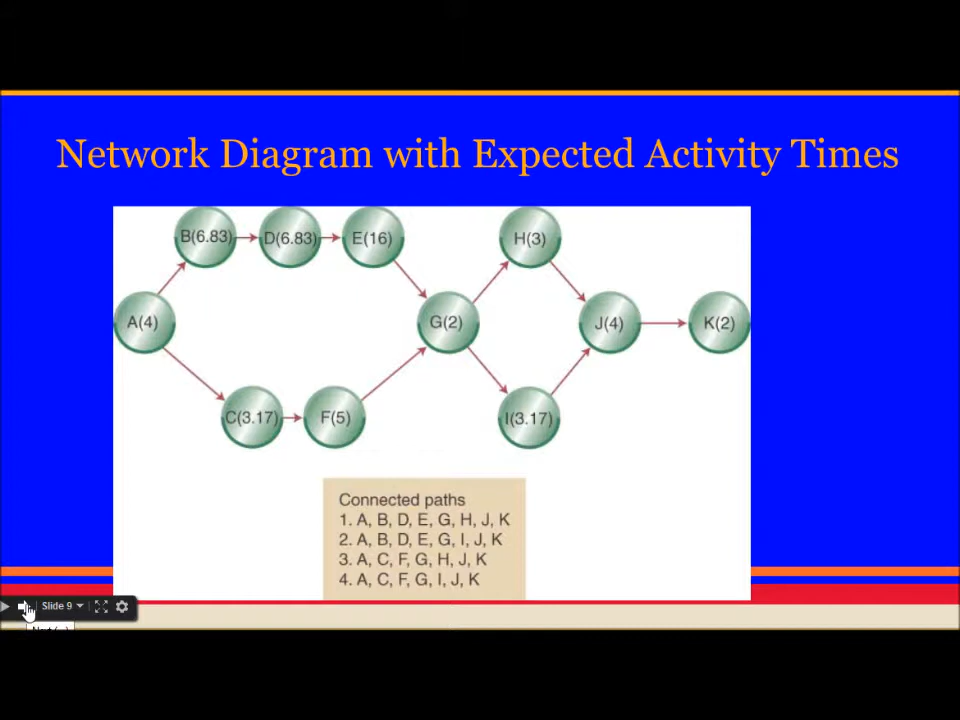 Network Diagram with Expected Activity Times
B(6.83) D(6.83) E(16) H(3)
A(4) G(2) J(4) K(2)
C(3.17) F(5) I(3.17)
Connected paths
1. A, B, D, E, G, H, J, K
2. A, B, D, E, G, I, J, K
3. A, C, F, G, H, J, K
4. A, C, F, G, I, J, K
Slide 9